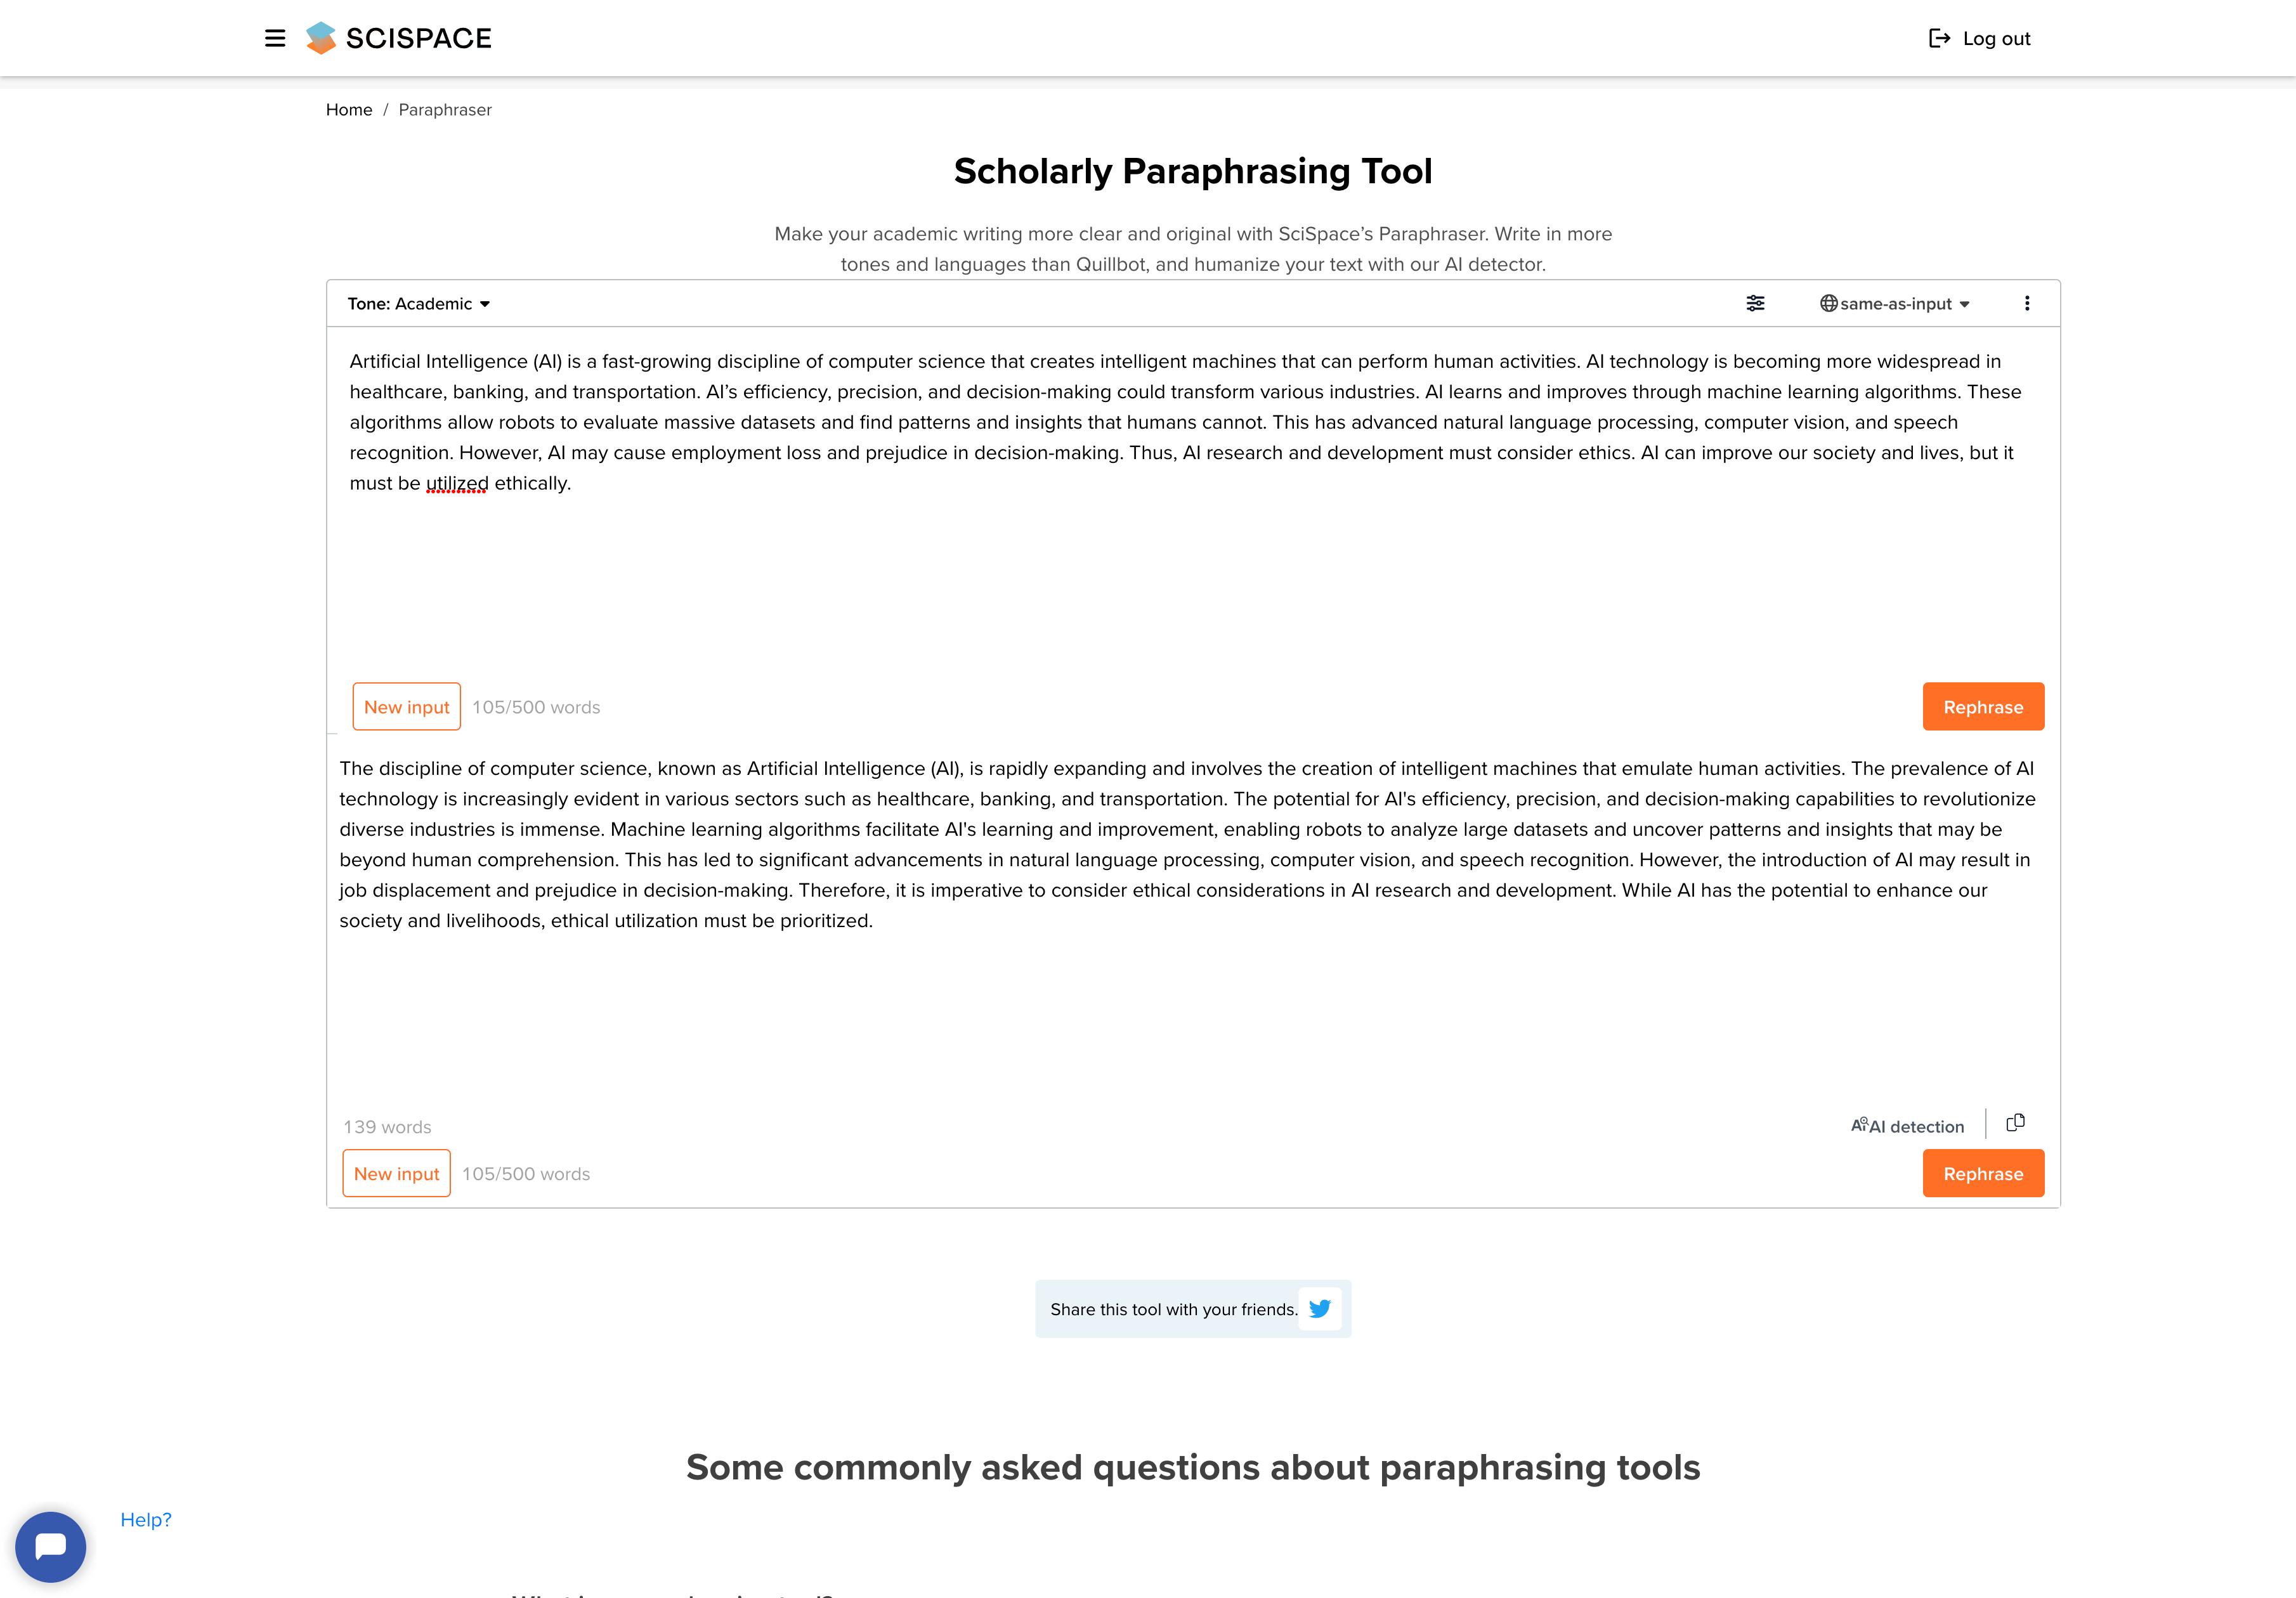 SCISPACE
Log out
Home / Paraphraser
Scholarly Paraphrasing Tool
Make your academic writing more clear and original with SciSpace’s Paraphraser. Write in more
tones and languages than Quillbot, and humanize your text with our AI detector.
Tone: Academic
same-as-input
Artificial Intelligence (AI) is a fast-growing discipline of computer science that creates intelligent machines that can perform human activities. AI technology is becoming more widespread in
healthcare, banking, and transportation. AI’s efficiency, precision, and decision-making could transform various industries. AI learns and improves through machine learning algorithms. These
algorithms allow robots to evaluate massive datasets and find patterns and insights that humans cannot. This has advanced natural language processing, computer vision, and speech
recognition. However, AI may cause employment loss and prejudice in decision-making. Thus, AI research and development must consider ethics. AI can improve our society and lives, but it
must be utilized ethically.
New input 105/500 words
Rephrase
The discipline of computer science, known as Artificial Intelligence (AI), is rapidly expanding and involves the creation of intelligent machines that emulate human activities. The prevalence of AI
technology is increasingly evident in various sectors such as healthcare, banking, and transportation. The potential for AI's efficiency, precision, and decision-making capabilities to revolutionize
diverse industries is immense. Machine learning algorithms facilitate AI's learning and improvement, enabling robots to analyze large datasets and uncover patterns and insights that may be
beyond human comprehension. This has led to significant advancements in natural language processing, computer vision, and speech recognition. However, the introduction of AI may result in
job displacement and prejudice in decision-making. Therefore, it is imperative to consider ethical considerations in AI research and development. While AI has the potential to enhance our
society and livelihoods, ethical utilization must be prioritized.
139 words
AI detection
New input 105/500 words
Rephrase
Share this tool with your friends.
Some commonly asked questions about paraphrasing tools
Help?